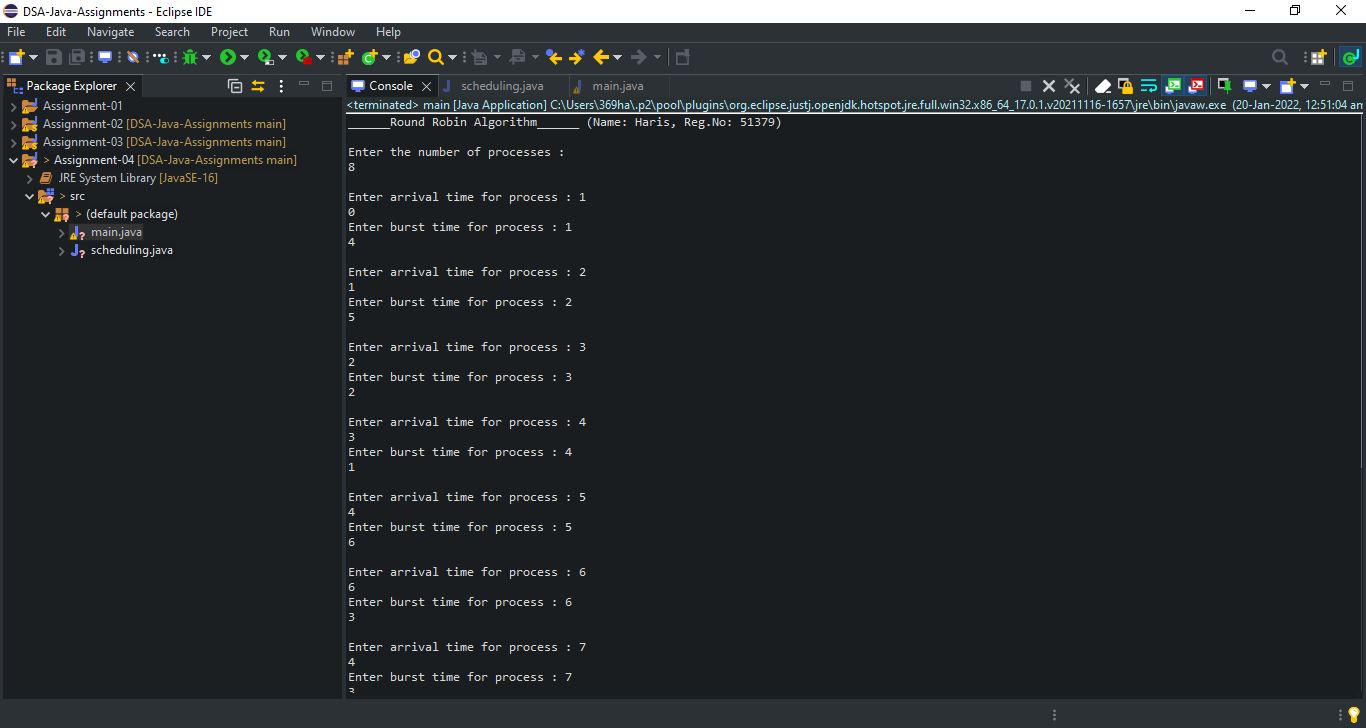 DSA-Java-Assignments - Eclipse IDE
File Edit Navigate Search Project Run Window Help
Package Explorer
Assignment-01
Assignment-02 [DSA-Java-Assignments main]
Assignment-03 [DSA-Java-Assignments main]
> Assignment-04 [DSA-Java-Assignments main]
JRE System Library [JavaSE-16]
> src
> (default package)
main.java
scheduling.java
Console scheduling.java main.java
<terminated> main [Java Application] C:\Users\369ha\.p2\pool\plugins\org.eclipse.justj.openjdk.hotspot.jre.full.win32.x86_64_17.0.1.v20211116-1657\jre\bin\javaw.exe (20-Jan-2022, 12:51:04 am
______Round Robin Algorithm______ (Name: Haris, Reg.No: 51379)
Enter the number of processes :
8
Enter arrival time for process : 1
0
Enter burst time for process : 1
4
Enter arrival time for process : 2
1
Enter burst time for process : 2
5
Enter arrival time for process : 3
2
Enter burst time for process : 3
2
Enter arrival time for process : 4
3
Enter burst time for process : 4
1
Enter arrival time for process : 5
4
Enter burst time for process : 5
6
Enter arrival time for process : 6
6
Enter burst time for process : 6
3
Enter arrival time for process : 7
4
Enter burst time for process : 7
3